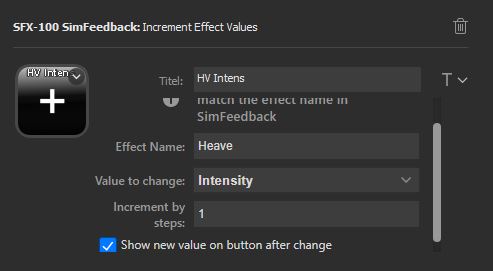 SFX-100 SimFeedback: Increment Effect Values
HV Intens
Titel:
HV Intens
T
match the effect name in
SimFeedback
Effect Name:
Heave
Value to change:
Intensity
Increment by
steps:
1
Show new value on button after change